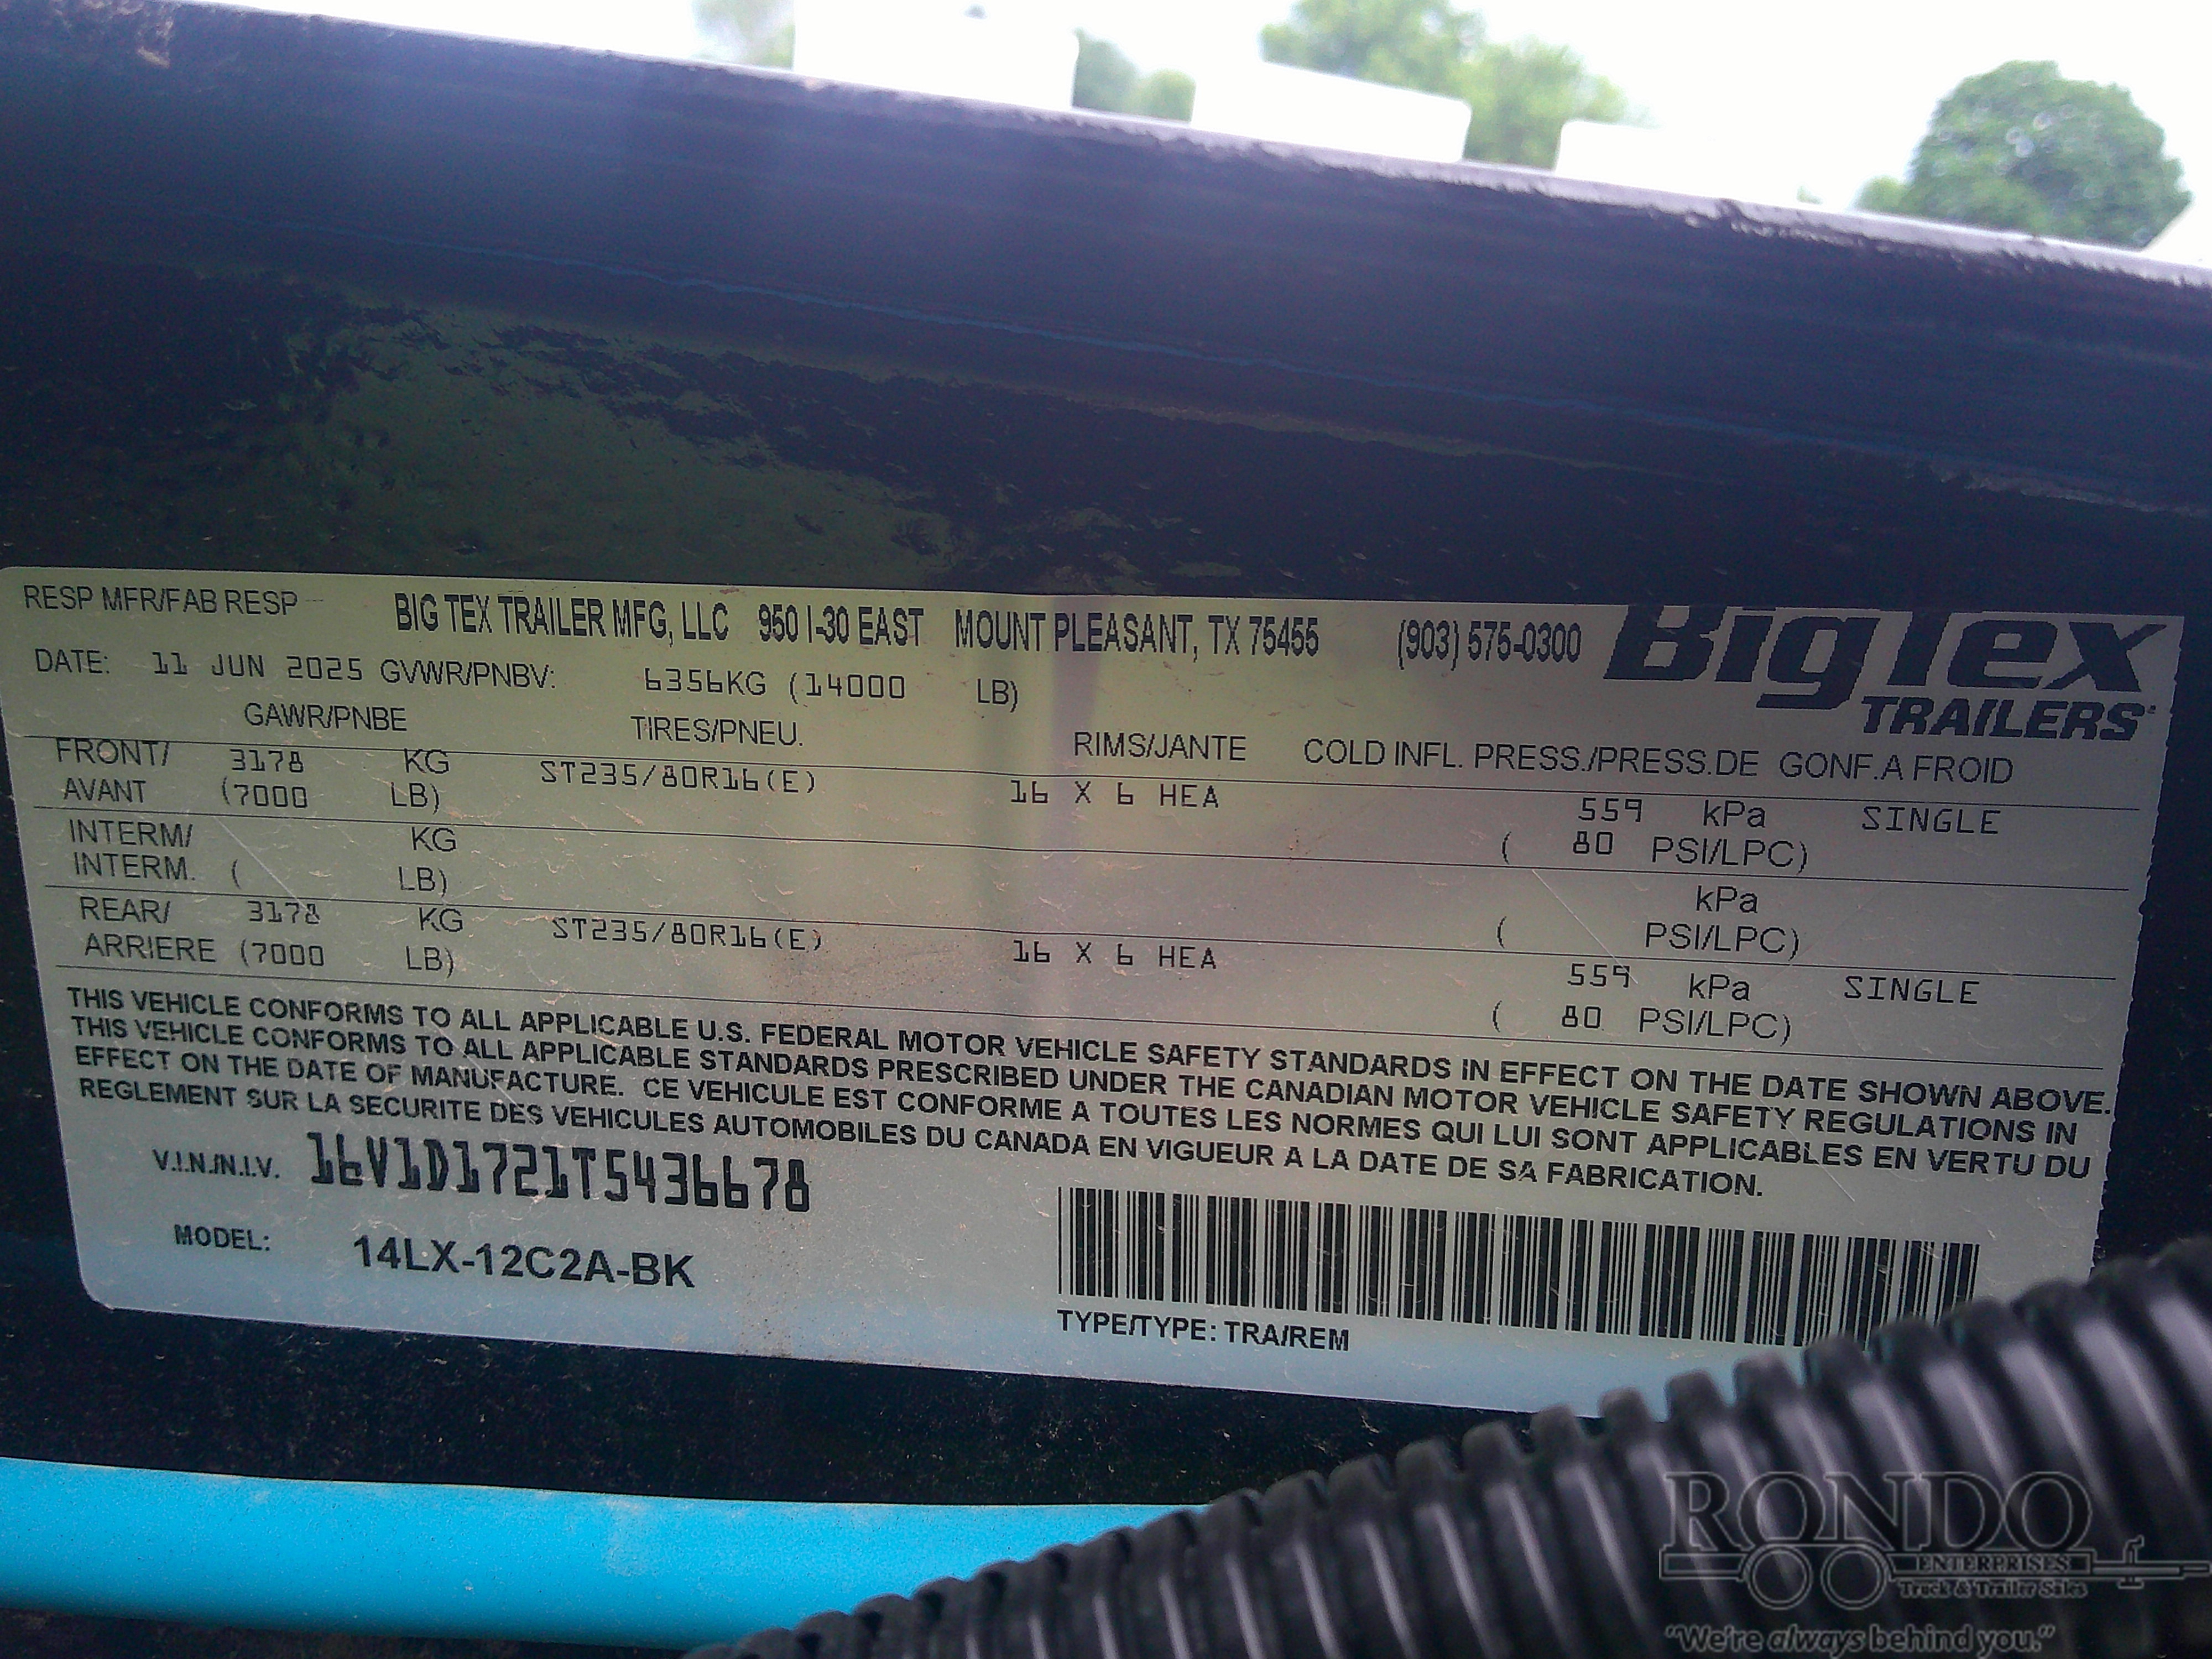 RESP MFR/FAB RESP BIG TEX TRAILER MFG, LLC 950 I-30 EAST MOUNT PLEASANT, TX 75455 (903) 575-0300 BigTex
TRAILERS
DATE: 11 JUN 2025 GVWR/PNBV: 6356KG (14000 LB)
GAWR/PNBE TIRES/PNEU. RIMS/JANTE COLD INFL. PRESS./PRESS.DE GONF.A FROID
FRONT/ 3178 KG ST235/80R16(E) 16 X 6 HEA 559 kPa SINGLE
AVANT (7000 LB) ( 80 PSI/LPC)
INTERM/ KG kPa
INTERM. ( LB) ( PSI/LPC)
REAR/ 3178 KG ST235/80R16(E) 16 X 6 HEA 559 kPa SINGLE
ARRIERE (7000 LB) ( 80 PSI/LPC)
THIS VEHICLE CONFORMS TO ALL APPLICABLE U.S. FEDERAL MOTOR VEHICLE SAFETY STANDARDS IN EFFECT ON THE DATE SHOWN ABOVE.
THIS VEHICLE CONFORMS TO ALL APPLICABLE STANDARDS PRESCRIBED UNDER THE CANADIAN MOTOR VEHICLE SAFETY REGULATIONS IN
EFFECT ON THE DATE OF MANUFACTURE. CE VEHICULE EST CONFORME A TOUTES LES NORMES QUI LUI SONT APPLICABLES EN VERTU DU
REGLEMENT SUR LA SECURITE DES VEHICULES AUTOMOBILES DU CANADA EN VIGUEUR A LA DATE DE SA FABRICATION.
V.I.N./N.I.V. 16V1D1721T5436678
MODEL: 14LX-12C2A-BK
TYPE/TYPE: TRA/REM
RONDO
ENTERPRISES
Truck & Trailer Sales
"We're always behind you."